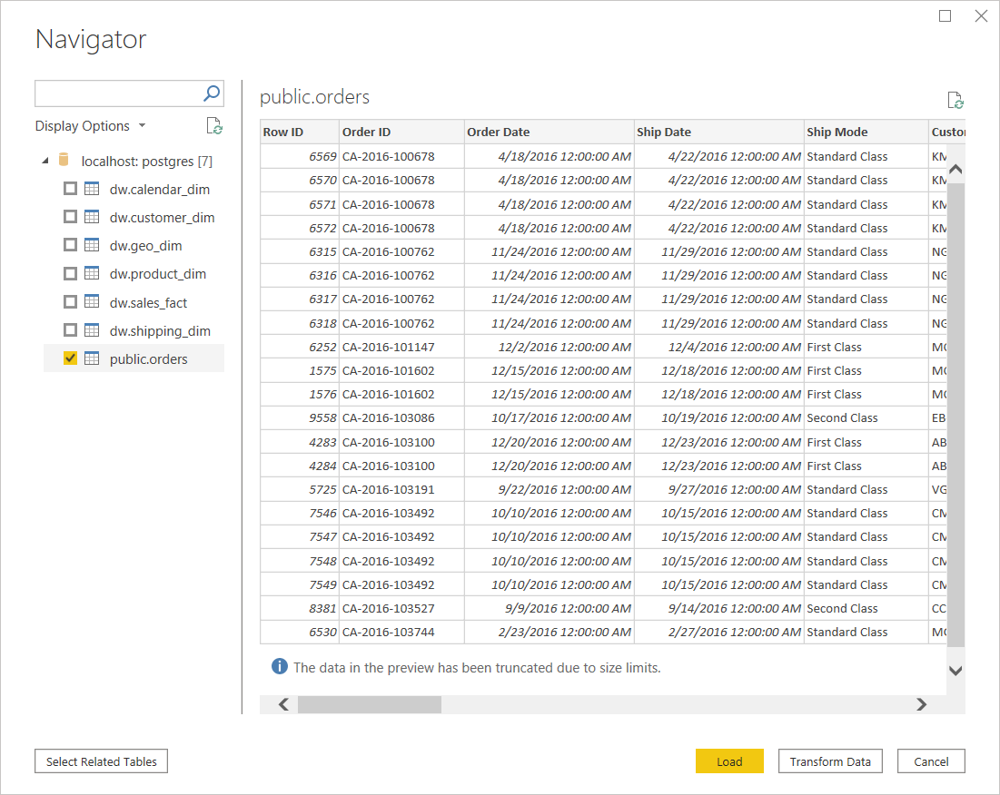 Navigator
Display Options
localhost: postgres [7]
dw.calendar_dim
dw.customer_dim
dw.geo_dim
dw.product_dim
dw.sales_fact
dw.shipping_dim
public.orders
public.orders
Row ID Order ID Order Date Ship Date Ship Mode Custo
6569 CA-2016-100678 4/18/2016 12:00:00 AM 4/22/2016 12:00:00 AM Standard Class KM
6570 CA-2016-100678 4/18/2016 12:00:00 AM 4/22/2016 12:00:00 AM Standard Class KM
6571 CA-2016-100678 4/18/2016 12:00:00 AM 4/22/2016 12:00:00 AM Standard Class KM
6572 CA-2016-100678 4/18/2016 12:00:00 AM 4/22/2016 12:00:00 AM Standard Class KM
6315 CA-2016-100762 11/24/2016 12:00:00 AM 11/29/2016 12:00:00 AM Standard Class NG
6316 CA-2016-100762 11/24/2016 12:00:00 AM 11/29/2016 12:00:00 AM Standard Class NG
6317 CA-2016-100762 11/24/2016 12:00:00 AM 11/29/2016 12:00:00 AM Standard Class NG
6318 CA-2016-100762 11/24/2016 12:00:00 AM 11/29/2016 12:00:00 AM Standard Class NG
6252 CA-2016-101147 12/2/2016 12:00:00 AM 12/4/2016 12:00:00 AM First Class MC
1575 CA-2016-101602 12/15/2016 12:00:00 AM 12/18/2016 12:00:00 AM First Class MC
1576 CA-2016-101602 12/15/2016 12:00:00 AM 12/18/2016 12:00:00 AM First Class MC
9558 CA-2016-103086 10/17/2016 12:00:00 AM 10/19/2016 12:00:00 AM Second Class EB
4283 CA-2016-103100 12/20/2016 12:00:00 AM 12/23/2016 12:00:00 AM First Class AB
4284 CA-2016-103100 12/20/2016 12:00:00 AM 12/23/2016 12:00:00 AM First Class AB
5725 CA-2016-103191 9/22/2016 12:00:00 AM 9/27/2016 12:00:00 AM Standard Class VG
7546 CA-2016-103492 10/10/2016 12:00:00 AM 10/15/2016 12:00:00 AM Standard Class CM
7547 CA-2016-103492 10/10/2016 12:00:00 AM 10/15/2016 12:00:00 AM Standard Class CM
7548 CA-2016-103492 10/10/2016 12:00:00 AM 10/15/2016 12:00:00 AM Standard Class CM
7549 CA-2016-103492 10/10/2016 12:00:00 AM 10/15/2016 12:00:00 AM Standard Class CM
8381 CA-2016-103527 9/9/2016 12:00:00 AM 9/14/2016 12:00:00 AM Second Class CC
6530 CA-2016-103744 2/23/2016 12:00:00 AM 2/27/2016 12:00:00 AM Standard Class MC
The data in the preview has been truncated due to size limits.
Select Related Tables
Load
Transform Data
Cancel